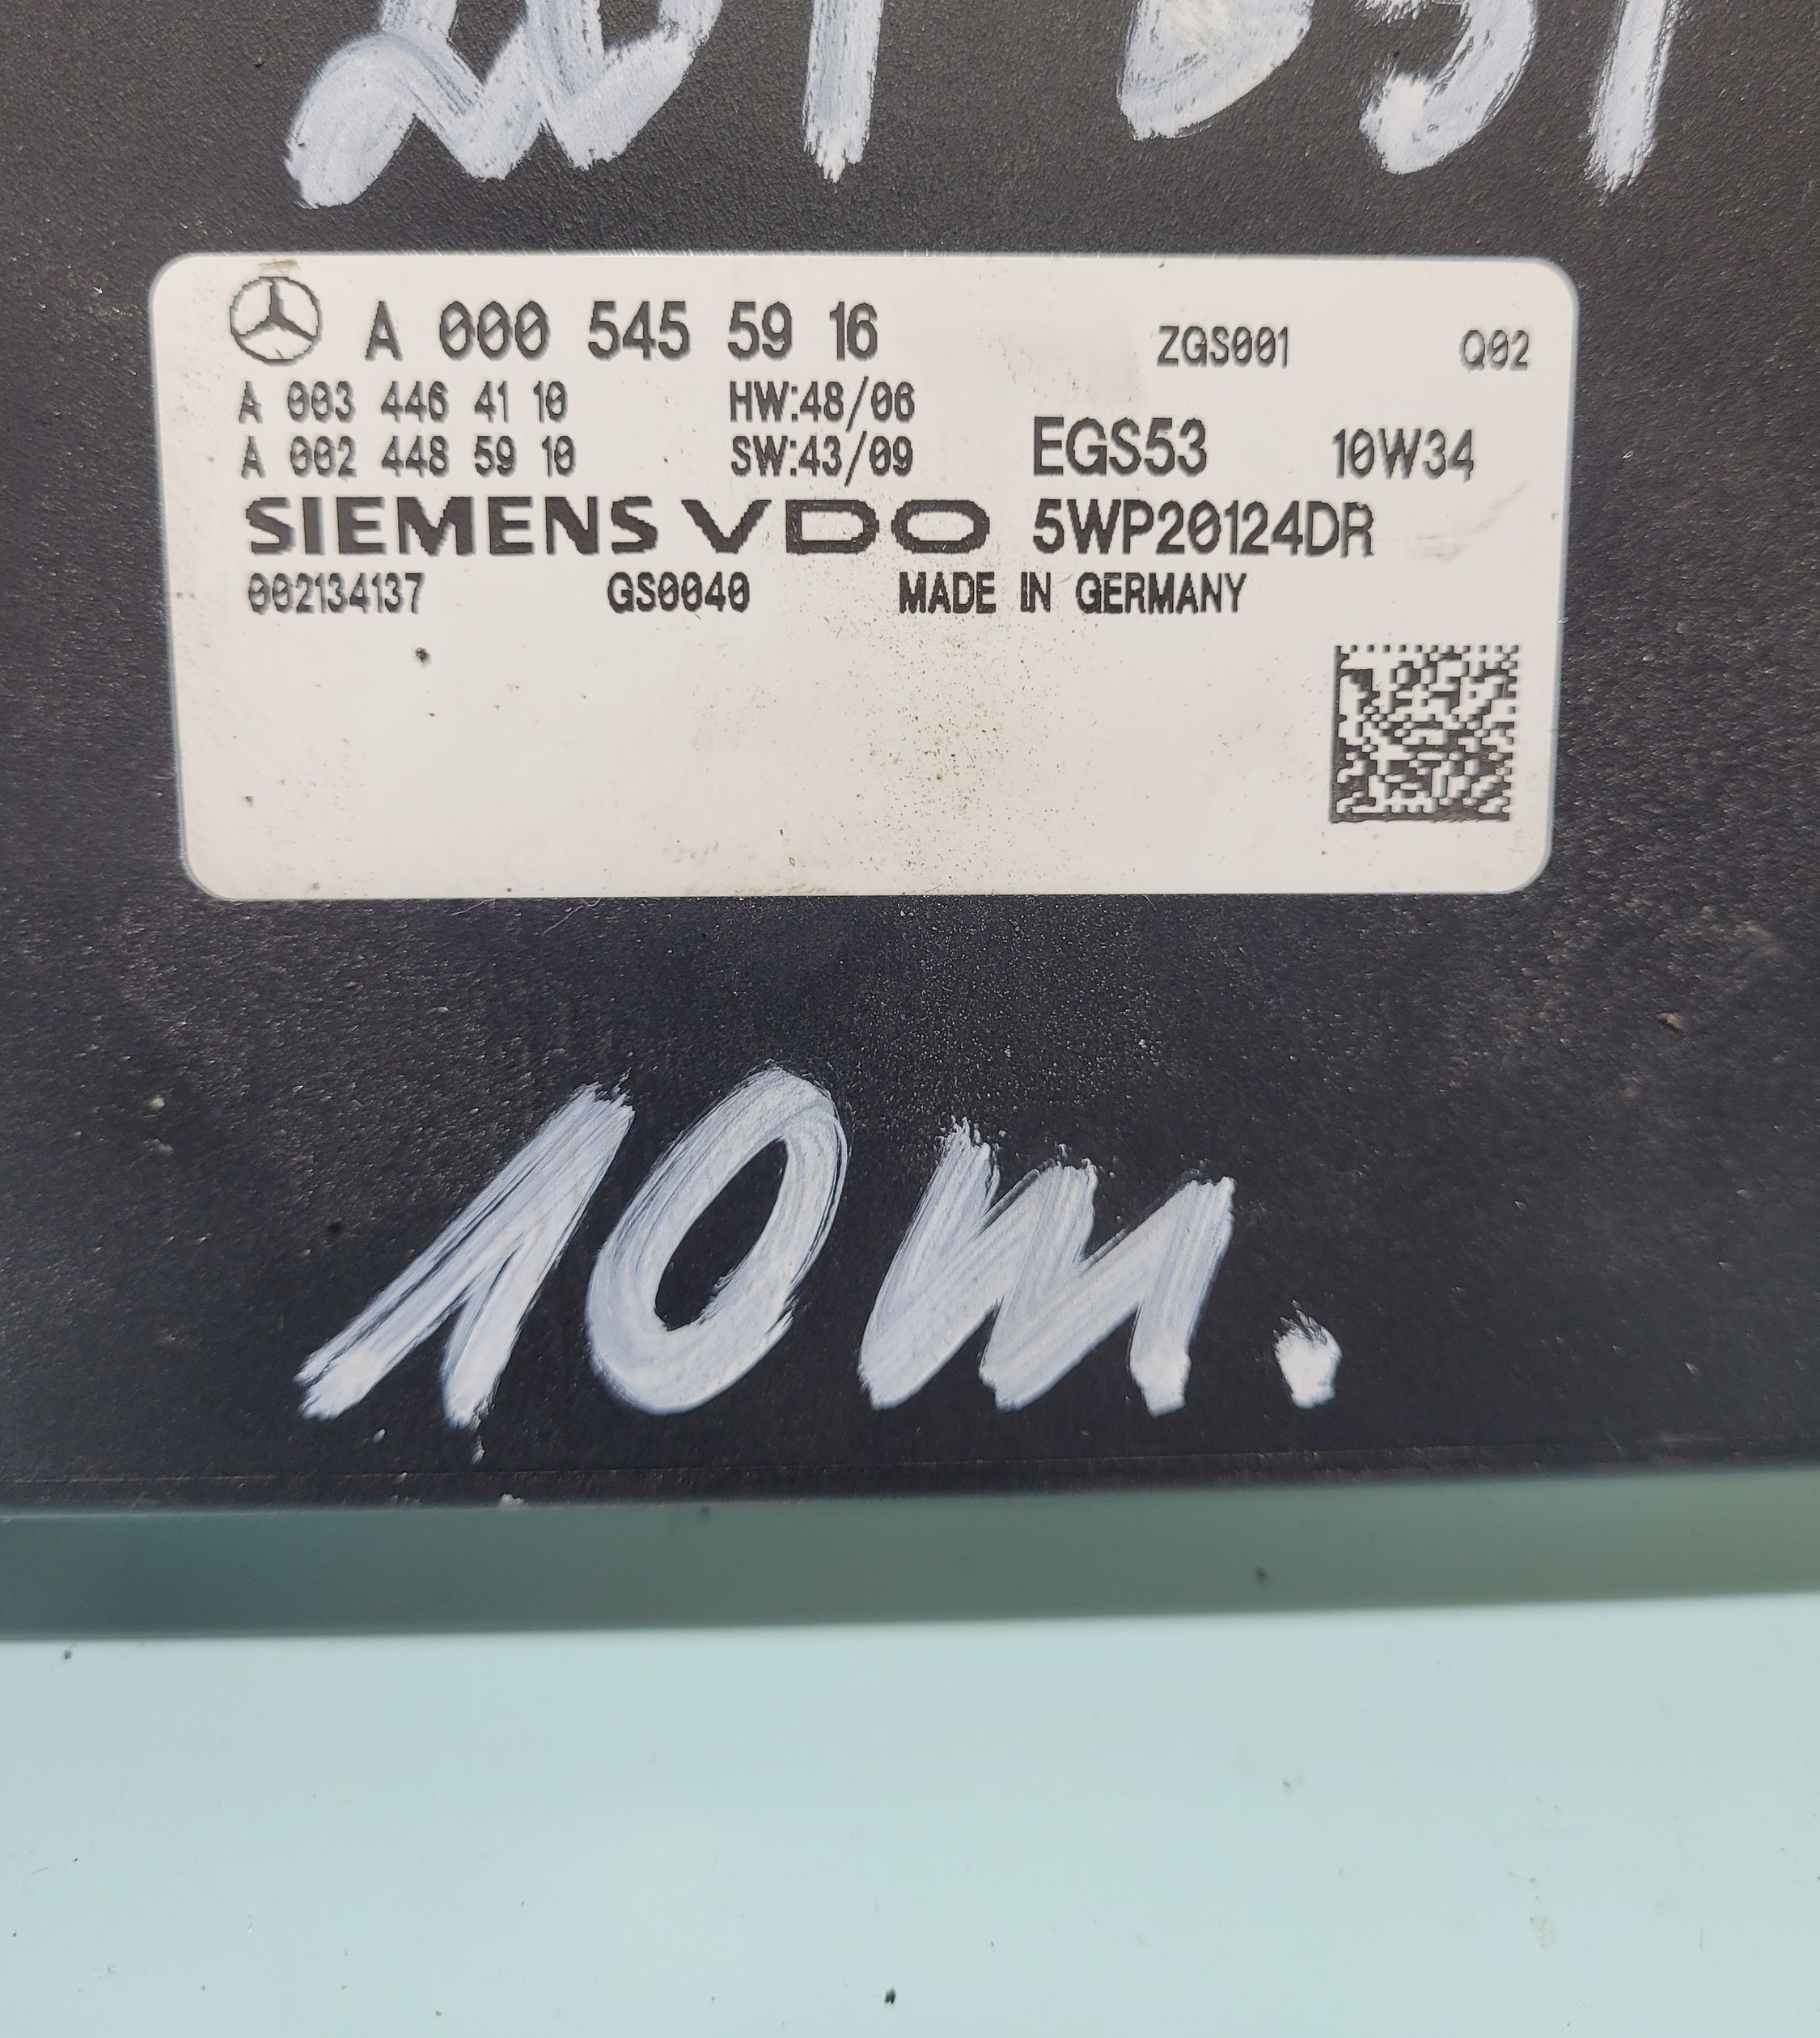 A 000 545 59 16 ZGS001 Q02
A 003 446 41 10 HW:48/06
A 002 448 59 10 SW:43/09 EGS53 10W34
SIEMENS VDO 5WP20124DR
002134137 GS0040 MADE IN GERMANY
10 m.